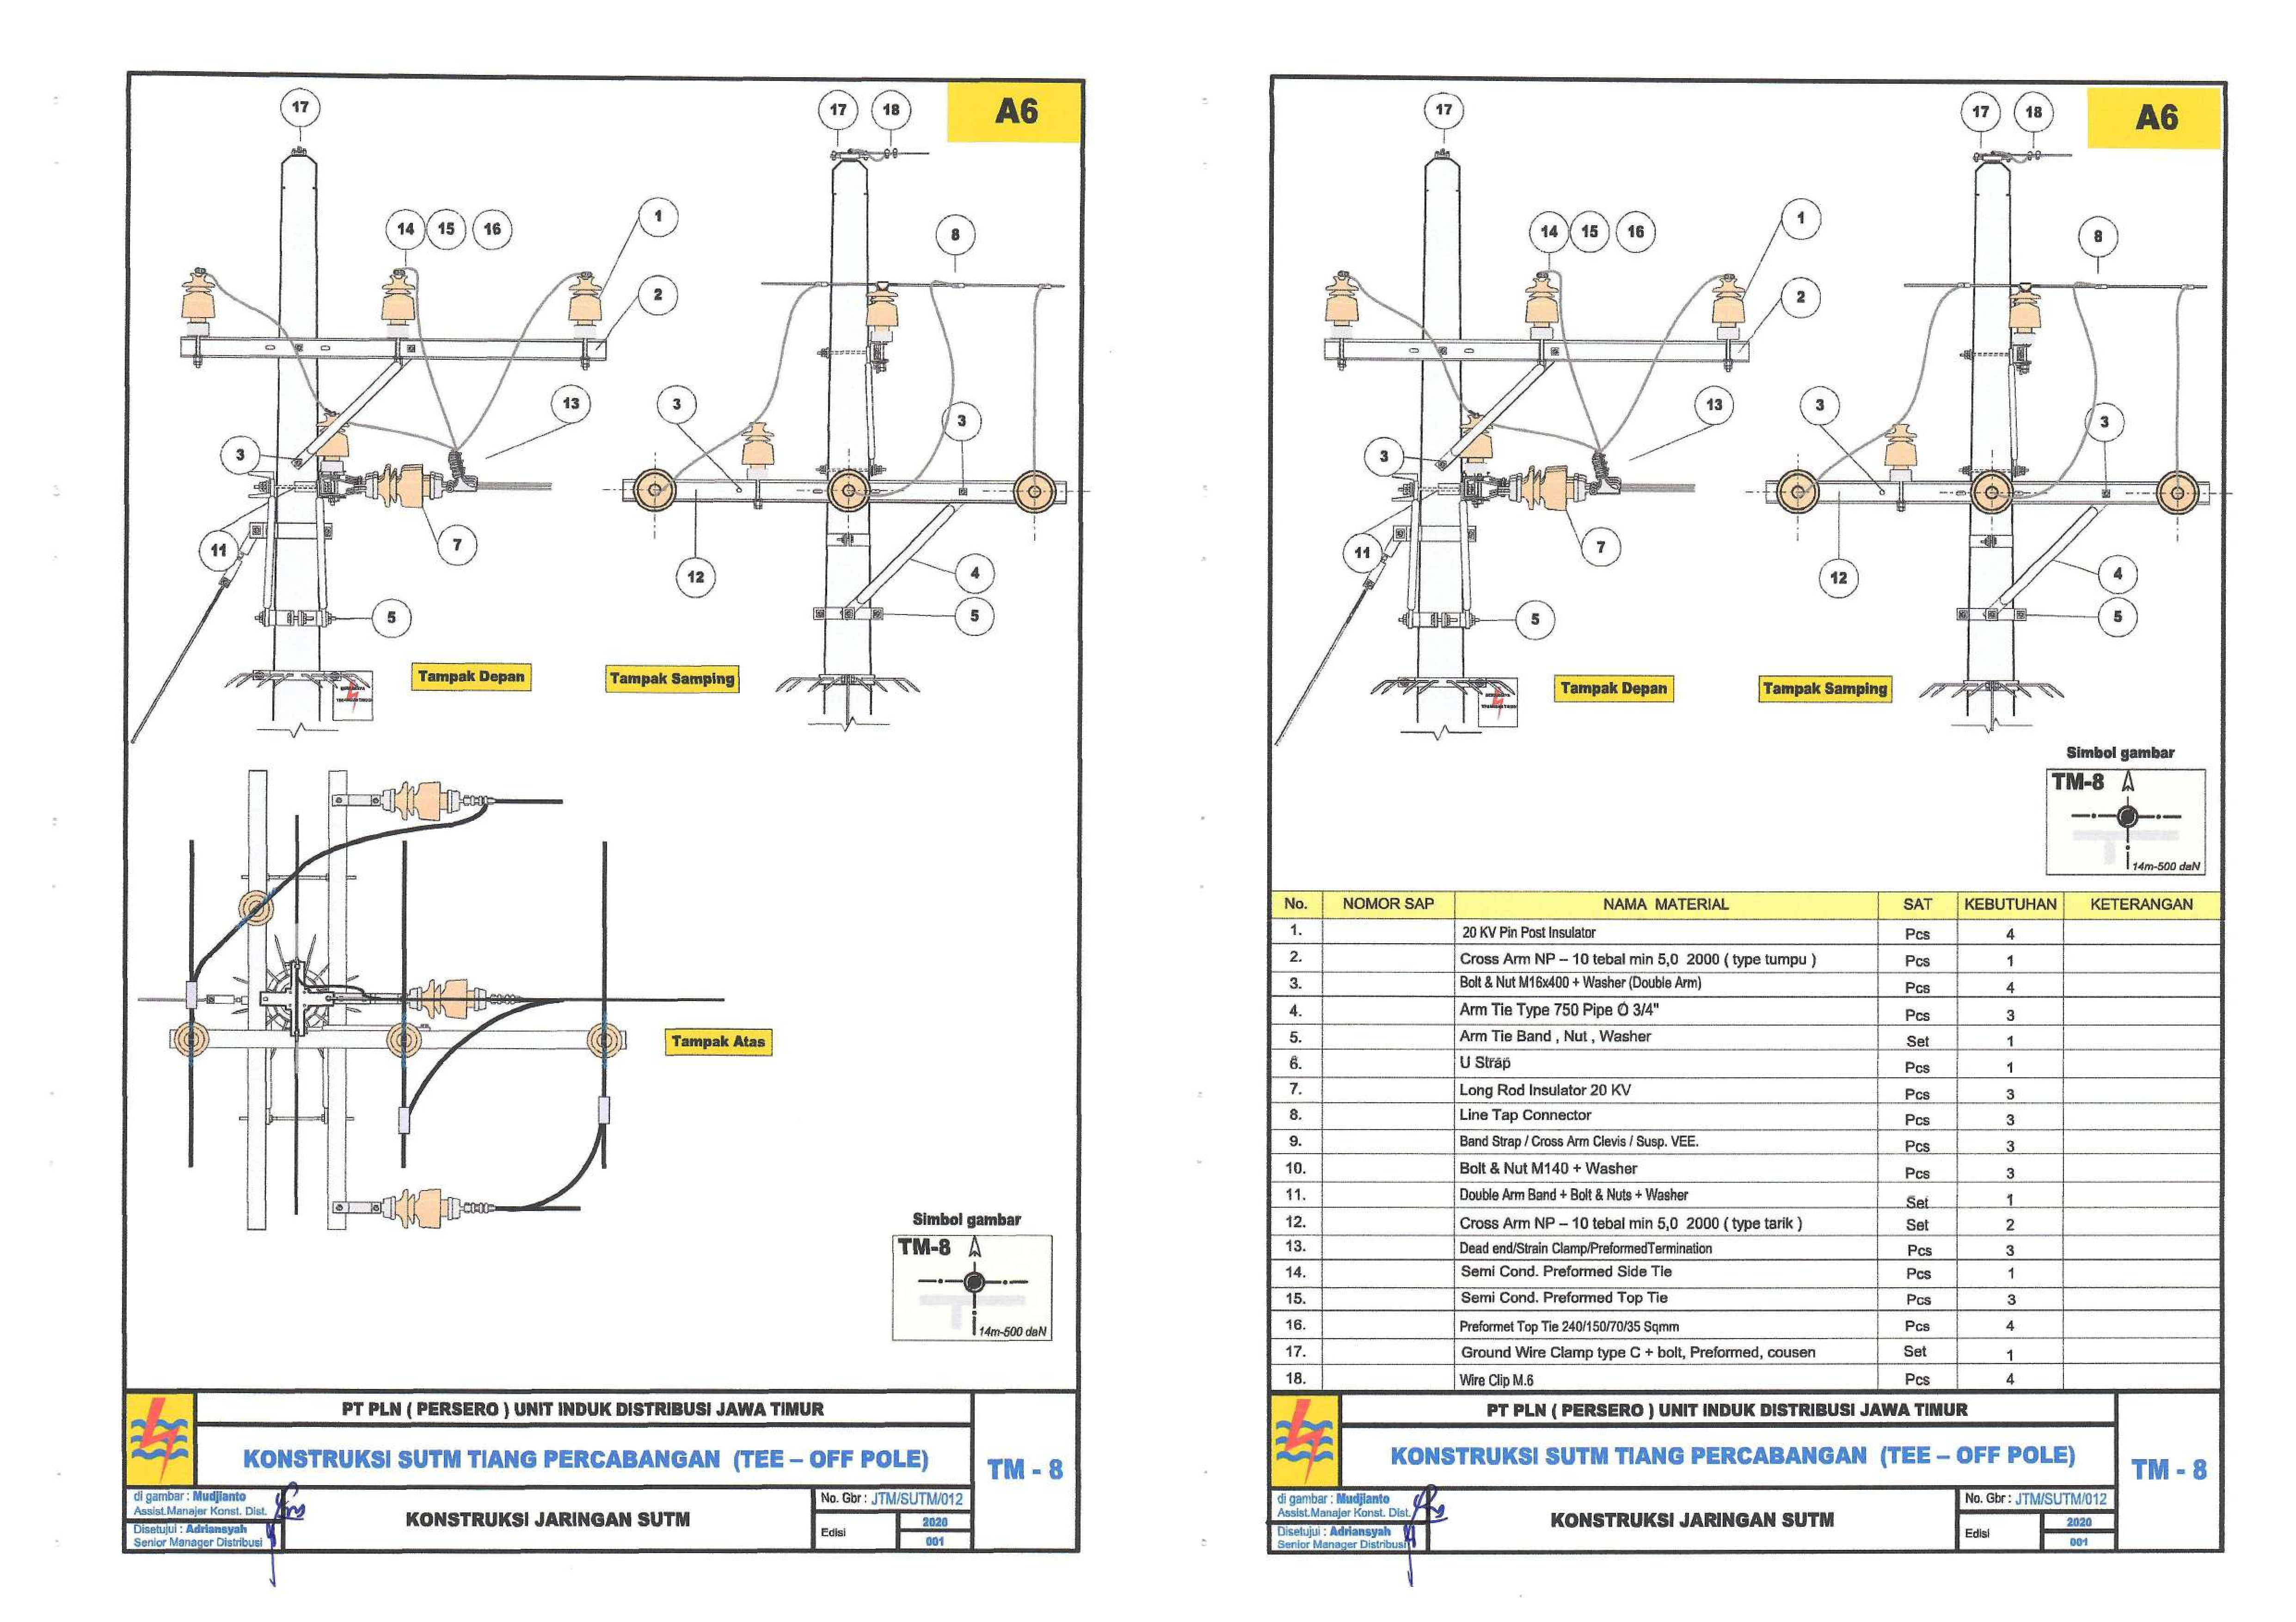 A6
17
17
18
14
15
16
1
8
2
13
3
3
3
11
7
12
4
5
5
Tampak Depan
Tampak Samping
Tampak Atas
Simbol gambar
TM-8
14m-500 daN
PT PLN ( PERSERO ) UNIT INDUK DISTRIBUSI JAWA TIMUR
KONSTRUKSI SUTM TIANG PERCABANGAN (TEE – OFF POLE)
TM - 8
di gambar : Mudjianto
Assist.Manajer Konst. Dist.
Disetujui : Adriansyah
Senior Manager Distribusi
KONSTRUKSI JARINGAN SUTM
No. Gbr : JTM/SUTM/012
Edisi
2020
001
A6
17
17
18
14
15
16
1
8
2
13
3
3
3
11
7
12
4
5
5
Tampak Depan
Tampak Samping
Simbol gambar
TM-8
14m-500 daN
No. NOMOR SAP NAMA MATERIAL SAT KEBUTUHAN KETERANGAN
1. 20 KV Pin Post Insulator Pcs 4
2. Cross Arm NP – 10 tebal min 5,0 2000 ( type tumpu ) Pcs 1
3. Bolt & Nut M16x400 + Washer (Double Arm) Pcs 4
4. Arm Tie Type 750 Pipe Ø 3/4" Pcs 3
5. Arm Tie Band , Nut , Washer Set 1
6. U Strap Pcs 1
7. Long Rod Insulator 20 KV Pcs 3
8. Line Tap Connector Pcs 3
9. Band Strap / Cross Arm Clevis / Susp. VEE. Pcs 3
10. Bolt & Nut M140 + Washer Pcs 3
11. Double Arm Band + Bolt & Nuts + Washer Set 1
12. Cross Arm NP – 10 tebal min 5,0 2000 ( type tarik ) Set 2
13. Dead end/Strain Clamp/PreformedTermination Pcs 3
14. Semi Cond. Preformed Side Tie Pcs 1
15. Semi Cond. Preformed Top Tie Pcs 3
16. Preformet Top Tie 240/150/70/35 Sqmm Pcs 4
17. Ground Wire Clamp type C + bolt, Preformed, cousen Set 1
18. Wire Clip M.6 Pcs 4
PT PLN ( PERSERO ) UNIT INDUK DISTRIBUSI JAWA TIMUR
KONSTRUKSI SUTM TIANG PERCABANGAN (TEE – OFF POLE)
TM - 8
di gambar : Mudjianto
Assist.Manajer Konst. Dist.
Disetujui : Adriansyah
Senior Manager Distribusi
KONSTRUKSI JARINGAN SUTM
No. Gbr : JTM/SUTM/012
Edisi
2020
001